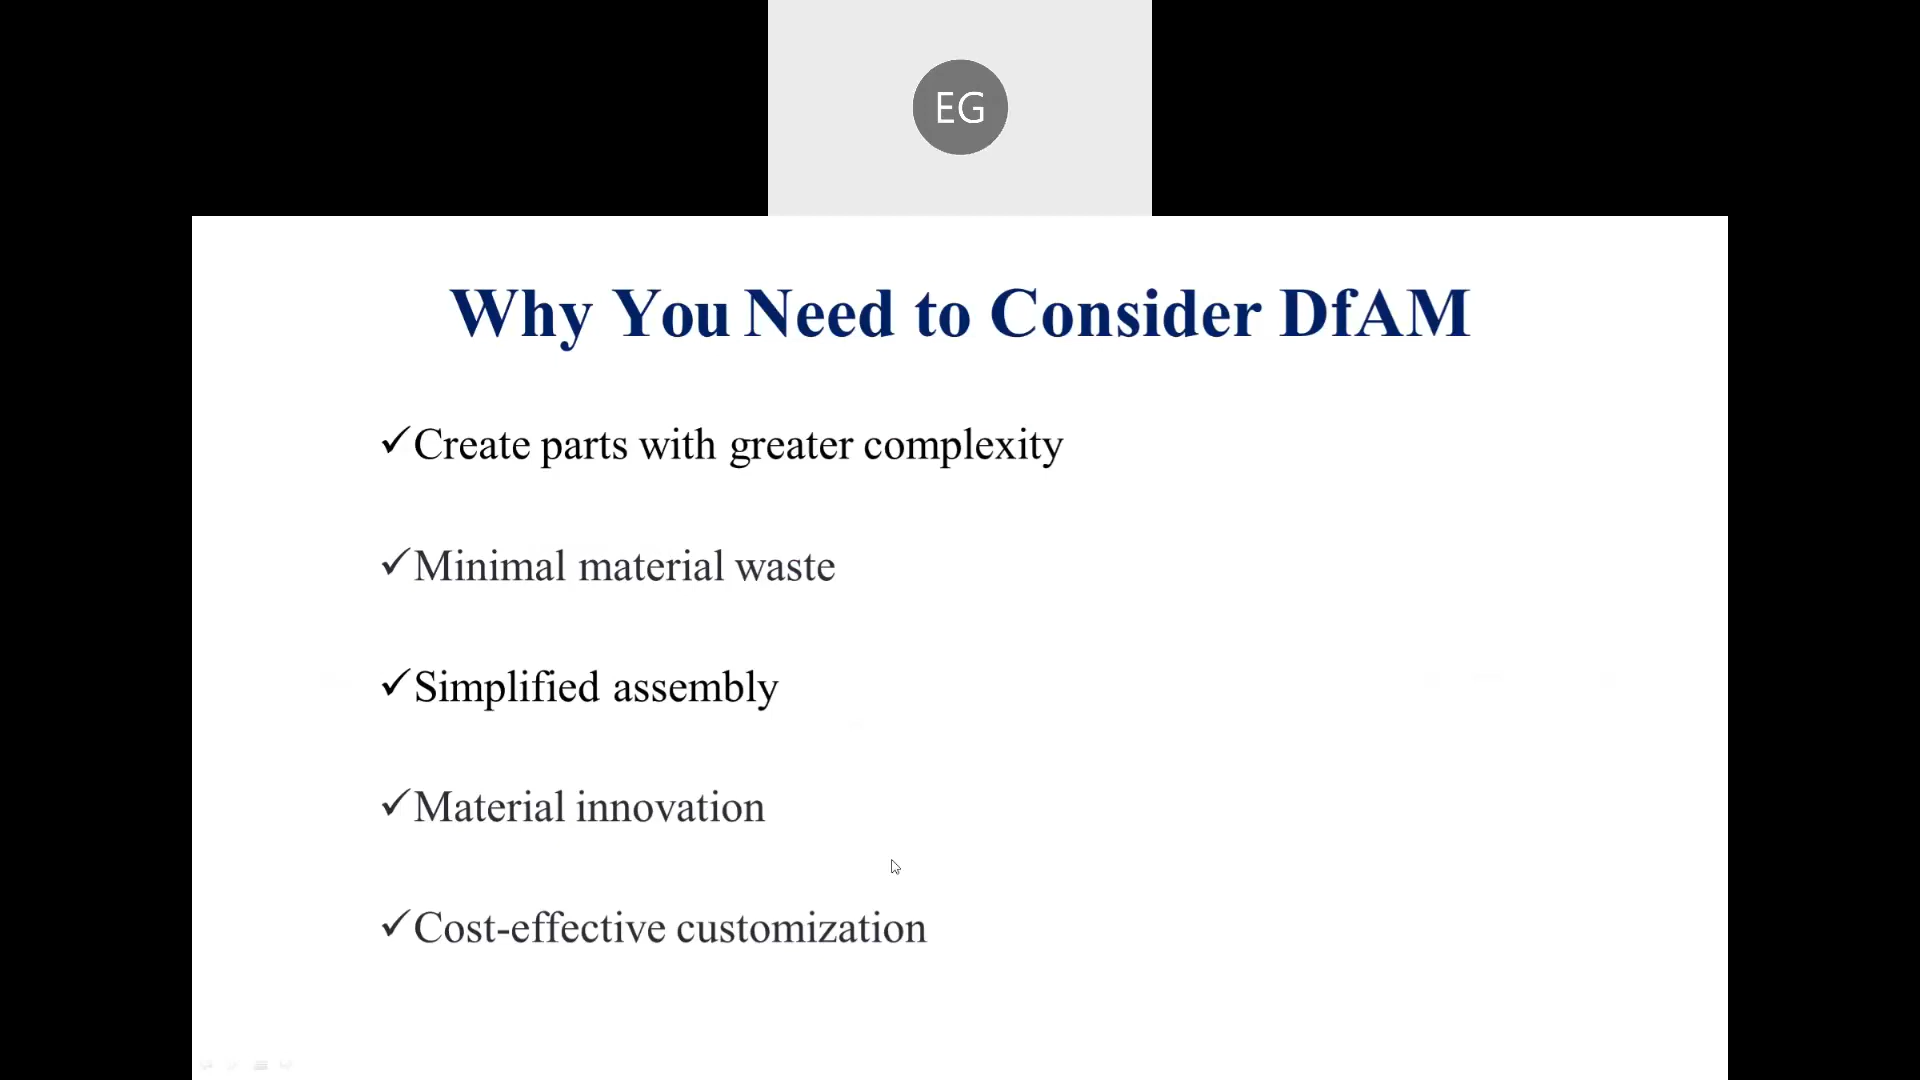 EG
Why You Need to Consider DfAM
✓Create parts with greater complexity
✓Minimal material waste
✓Simplified assembly
✓Material innovation
✓Cost-effective customization